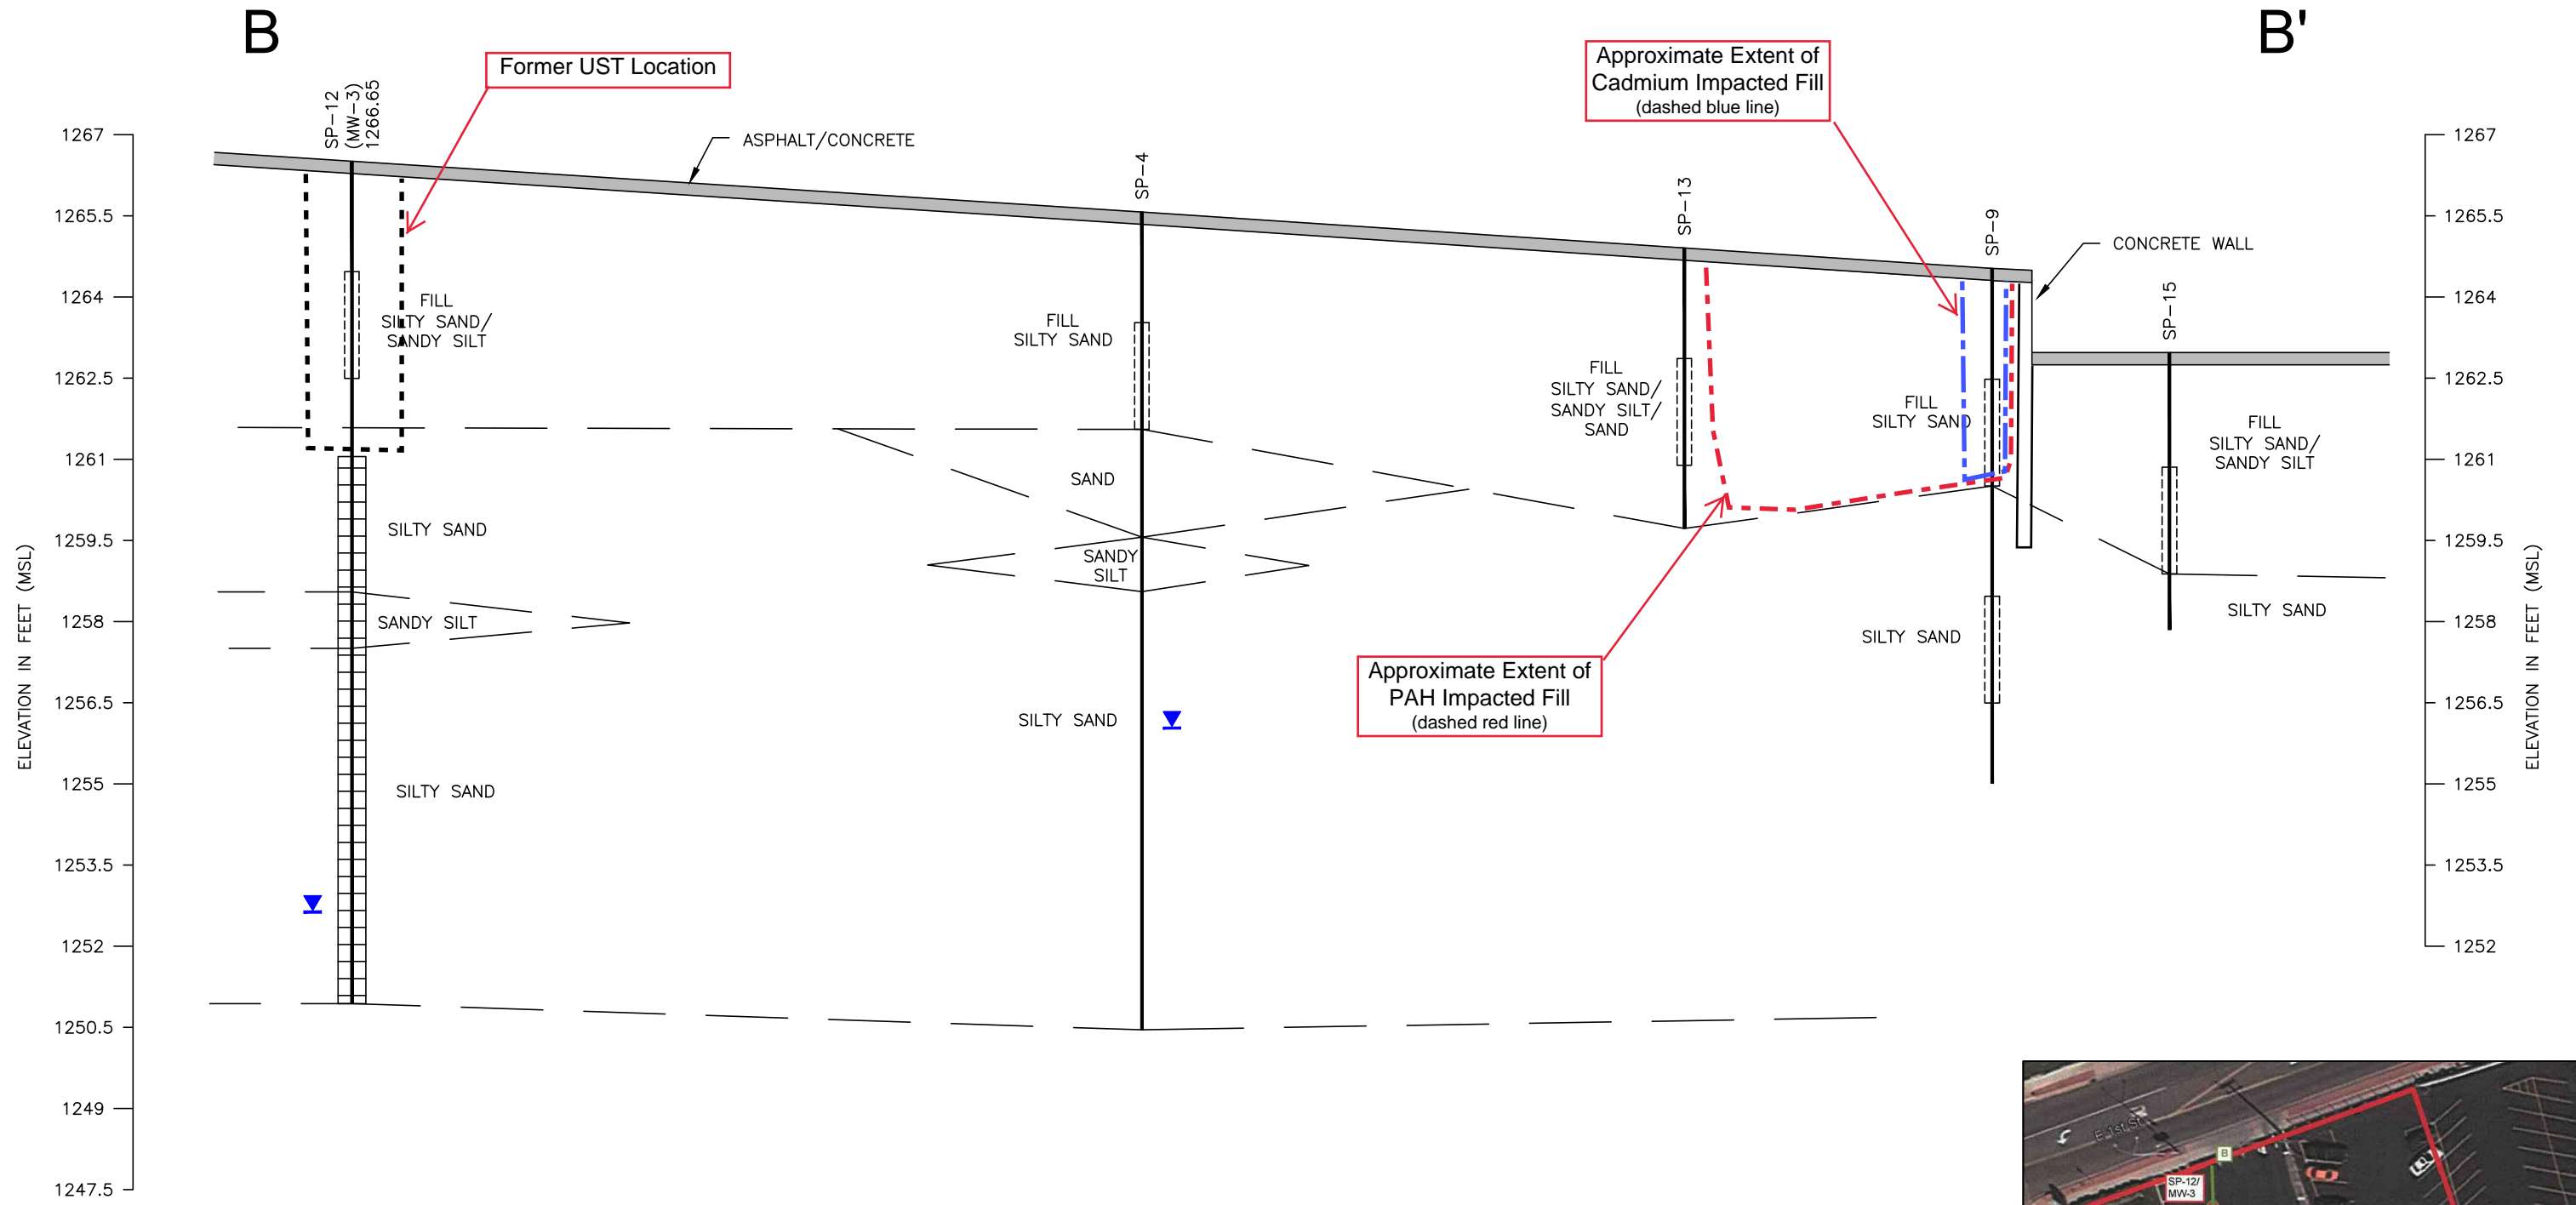 B
B'
Former UST Location
Approximate Extent of
Cadmium Impacted Fill
(dashed blue line)
SP-12
(MW-3)
1266.65
ASPHALT/CONCRETE
SP-4
SP-13
SP-9
CONCRETE WALL
SP-15
1267
1265.5
1264
1262.5
1261
1259.5
1258
1256.5
1255
1253.5
1252
1250.5
1249
1247.5
ELEVATION IN FEET (MSL)
FILL
SILTY SAND/
SANDY SILT
SILTY SAND
SANDY SILT
SILTY SAND
FILL
SILTY SAND
SAND
SANDY
SILT
SILTY SAND
FILL
SILTY SAND/
SANDY SILT/
SAND
FILL
SILTY SAND
SILTY SAND
FILL
SILTY SAND/
SANDY SILT
SILTY SAND
Approximate Extent of
PAH Impacted Fill
(dashed red line)
1267
1265.5
1264
1262.5
1261
1259.5
1258
1256.5
1255
1253.5
1252
ELEVATION IN FEET (MSL)
E 1st St
B
SP-12/
MW-3